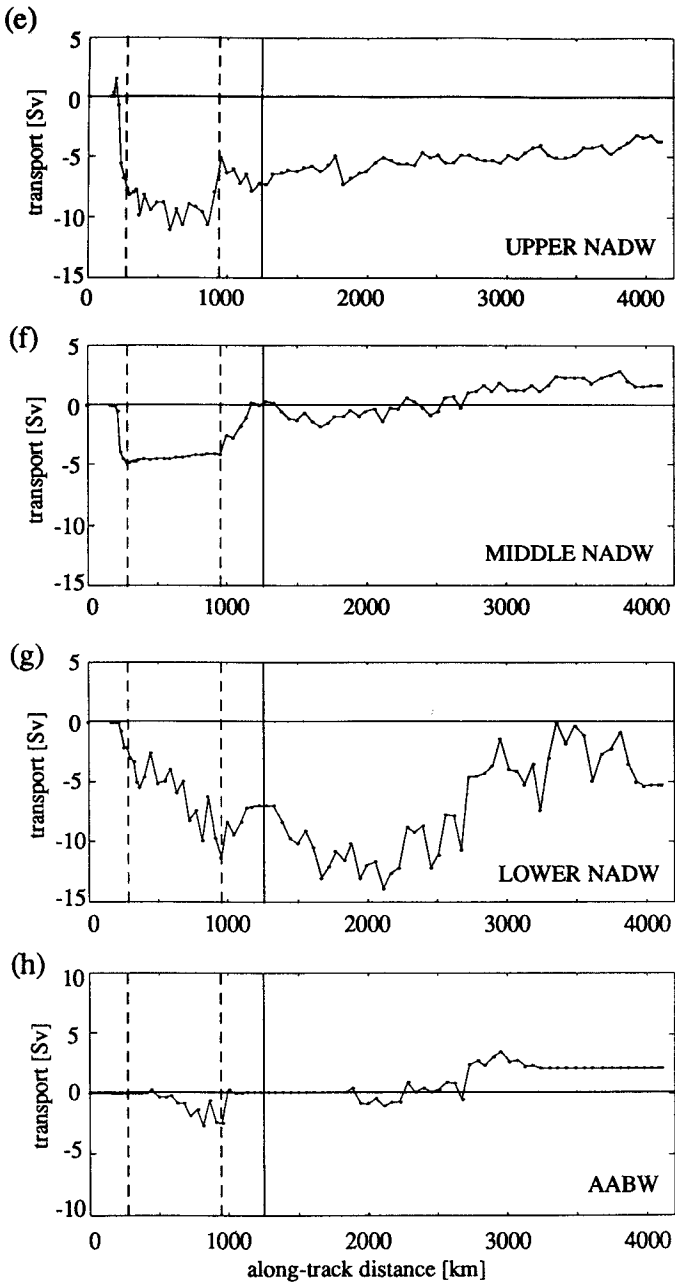 (e)
5
0
-5
-10
-15
transport [Sv]
UPPER NADW
0 1000 2000 3000 4000
(f)
5
0
-5
-10
-15
transport [Sv]
MIDDLE NADW
0 1000 2000 3000 4000
(g)
5
0
-5
-10
-15
transport [Sv]
LOWER NADW
0 1000 2000 3000 4000
(h)
10
5
0
-5
-10
transport [Sv]
AABW
0 1000 2000 3000 4000
along-track distance [km]